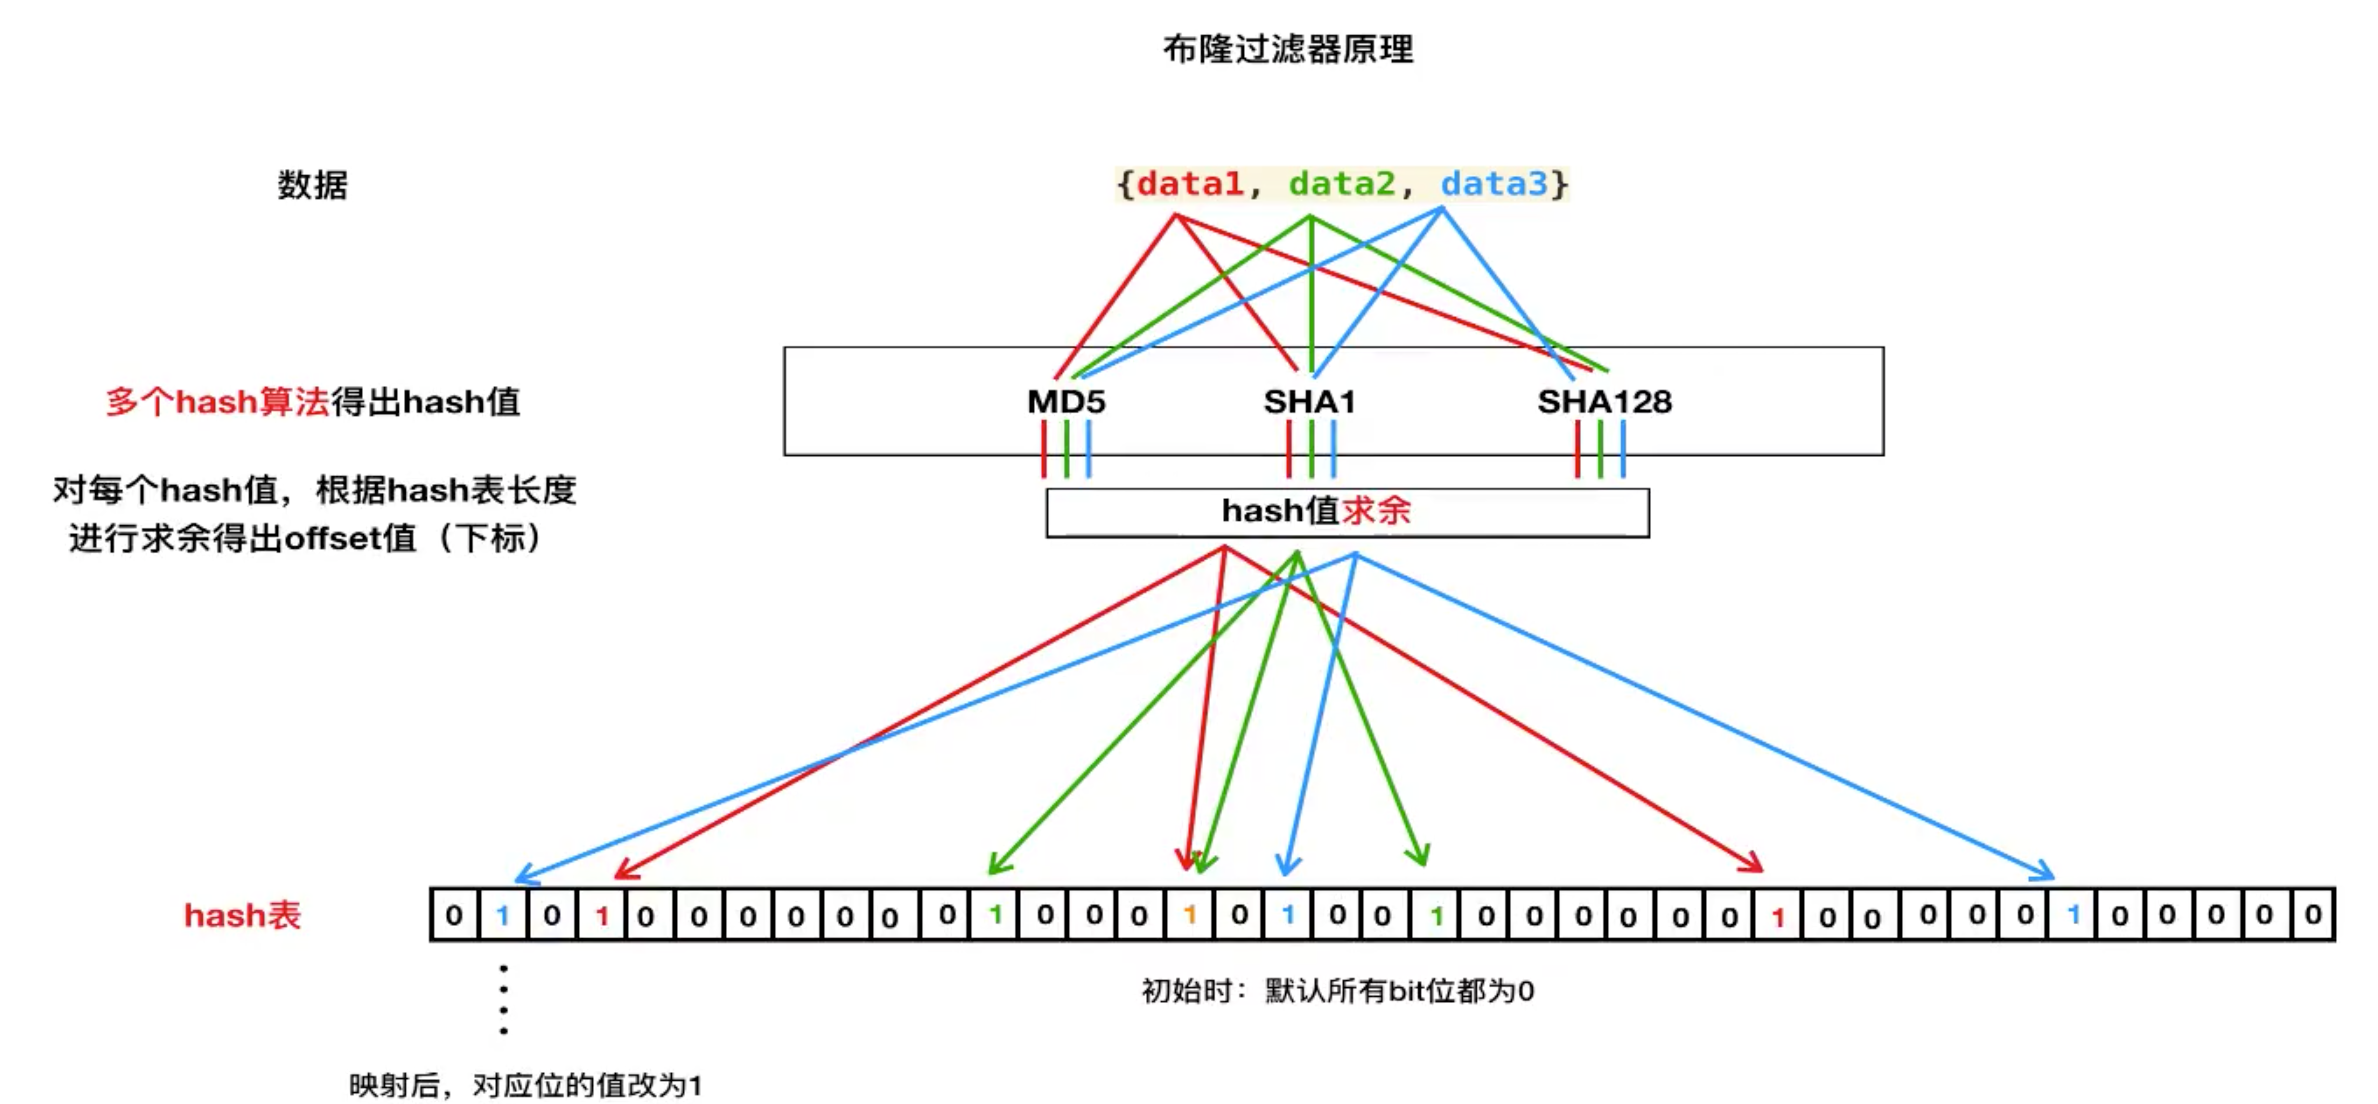 布隆过滤器原理
数据
{data1, data2, data3}
多个hash算法得出hash值
MD5 SHA1 SHA128
对每个hash值，根据hash表长度
进行求余得出offset值（下标）
hash值求余
hash表
0 1 0 1 0 0 0 0 0 0 0 1 0 0 0 1 0 1 0 0 1 0 0 0 0 0 0 1 0 0 0 0 0 1 0 0 0 0 0
初始时：默认所有bit位都为0
映射后，对应位的值改为1